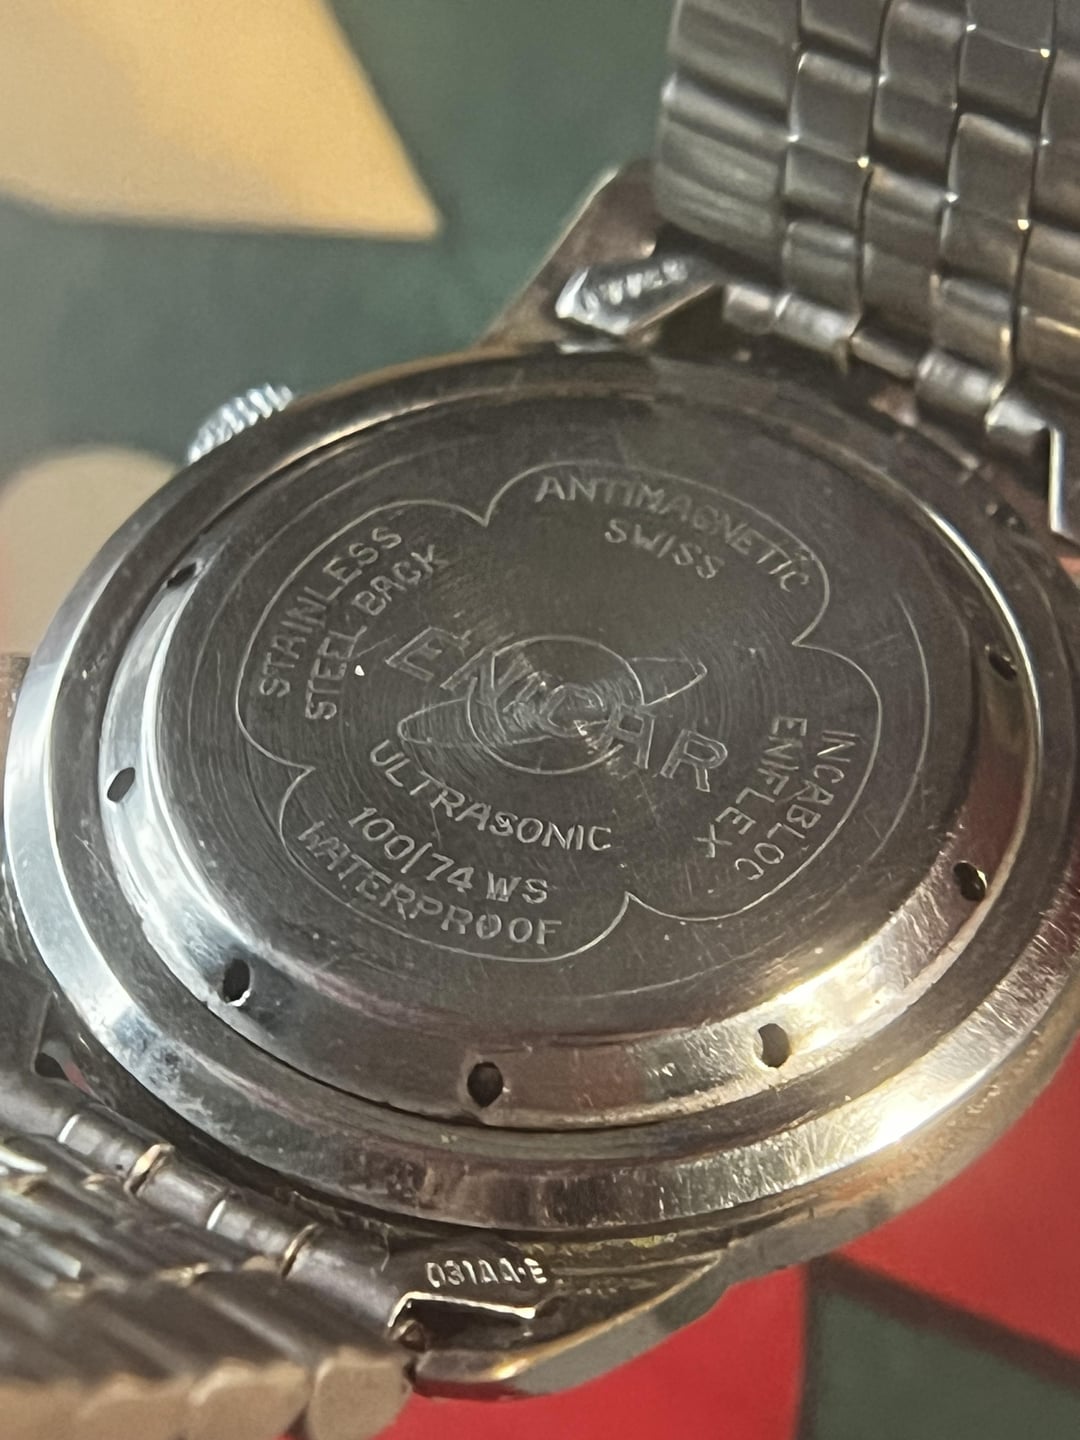 ANTIMAGNETIC
SWISS
STAINLESS
STEEL BACK
ENICAR
INCABLOC
ENIFLEX
ULTRASONIC
100/74 WS
WATERPROOF
031AA-E